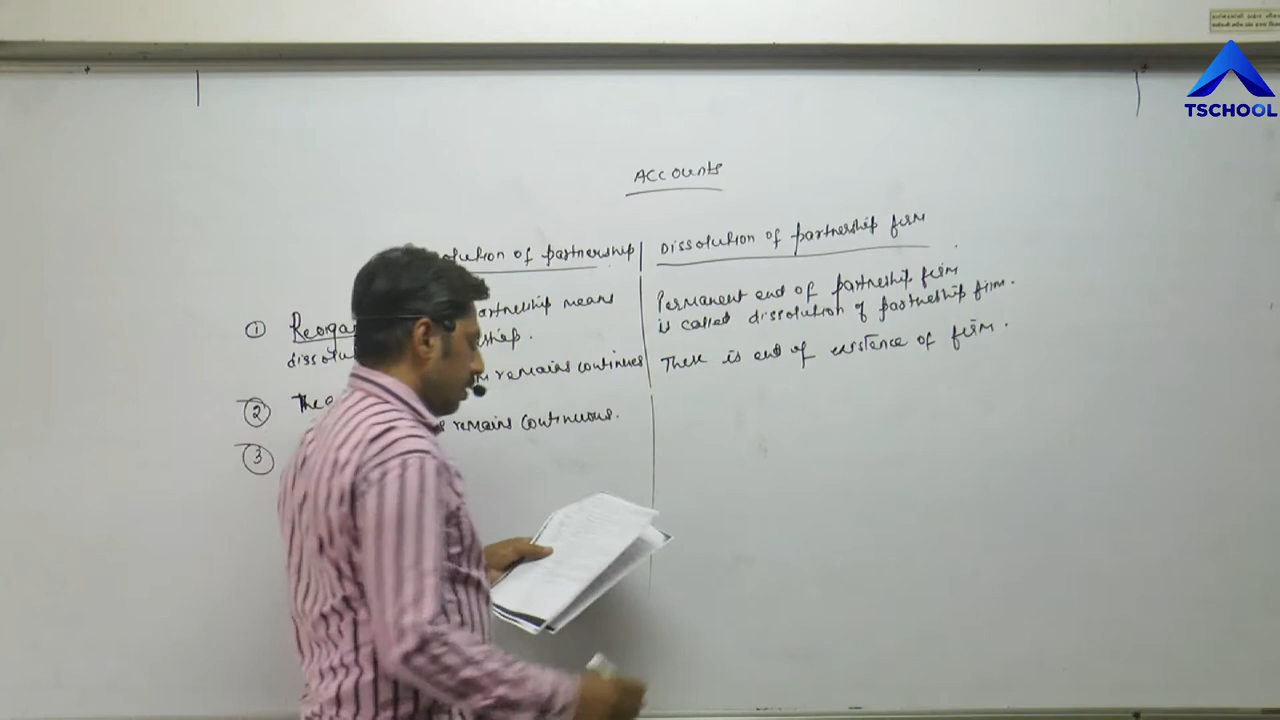 TSCHOOL
Accounts
olution of partnership
Dissolution of partnership firm
① Reorga artnership means
dissolu ship.
Permanent end of partneship firm
is called dissolution of partneship firm.
② The remains continues
remains continuous.
There is end of existence of firm.
③